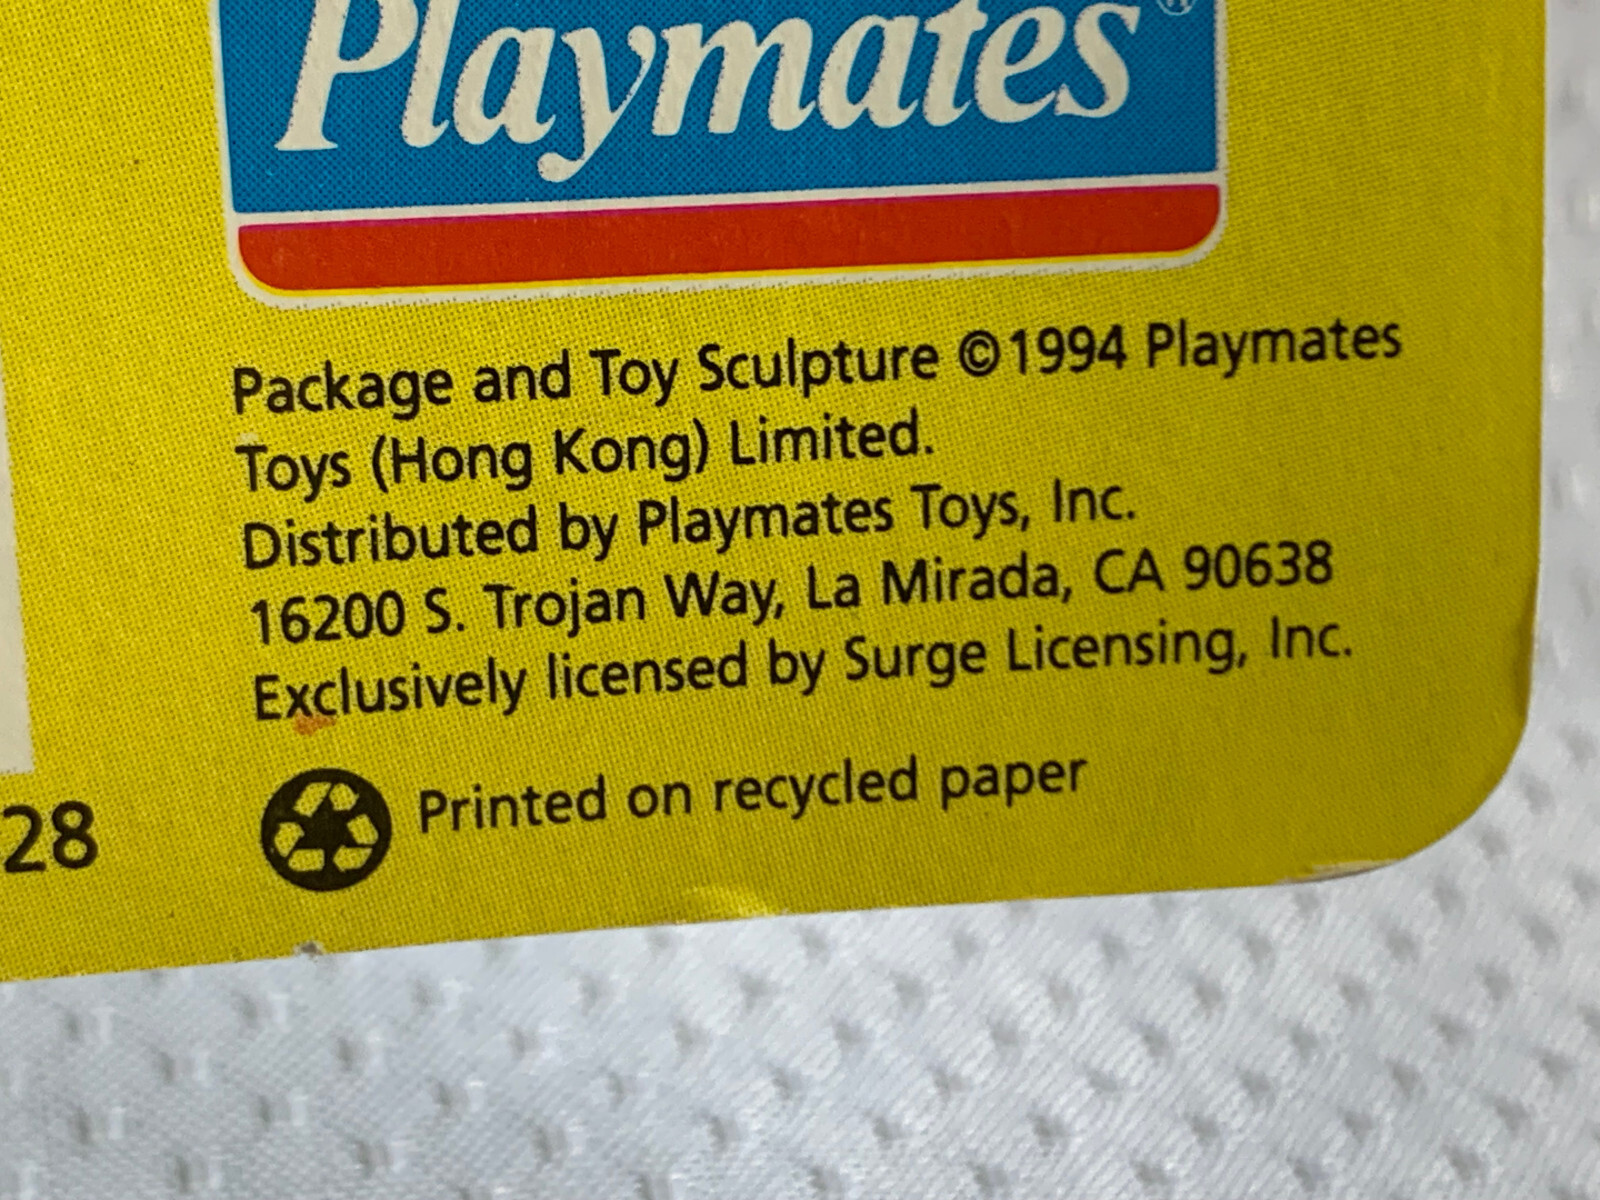 Playmates®
Package and Toy Sculpture ©1994 Playmates
Toys (Hong Kong) Limited.
Distributed by Playmates Toys, Inc.
16200 S. Trojan Way, La Mirada, CA 90638
Exclusively licensed by Surge Licensing, Inc.
Printed on recycled paper
28